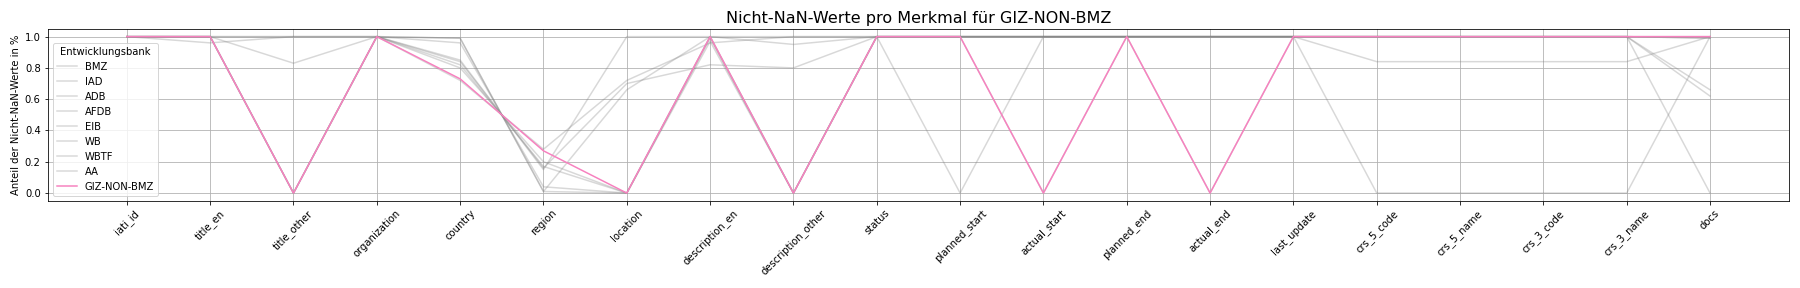 Nicht-NaN-Werte pro Merkmal für GIZ-NON-BMZ
Anteil der Nicht-NaN-Werte in %
1.0
0.8
0.6
0.4
0.2
0.0
Entwicklungsbank
BMZ
IAD
ADB
AFDB
EIB
WB
WBTF
AA
GIZ-NON-BMZ
iati_id
title_en
title_other
organization
country
region
location
description_en
description_other
status
planned_start
actual_start
planned_end
actual_end
last_update
crs_5_code
crs_5_name
crs_3_code
crs_3_name
docs